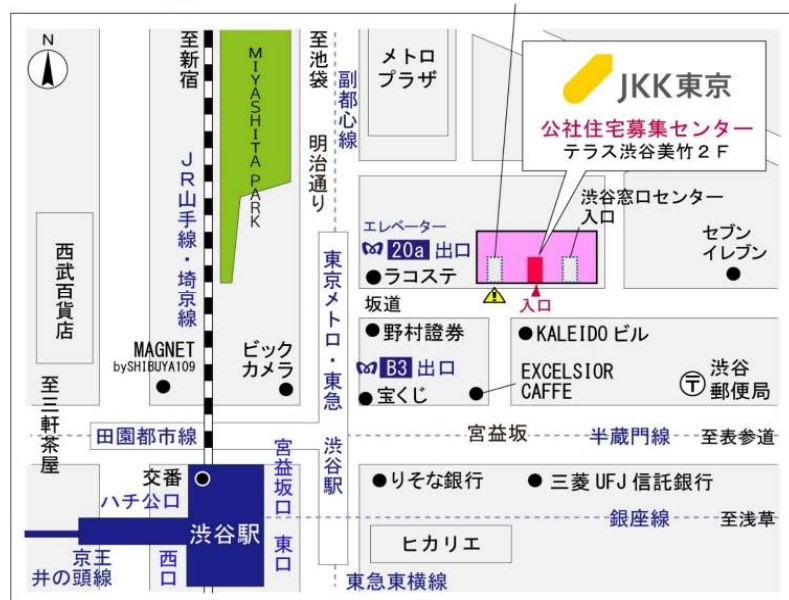 N
至新宿
JR山手線・埼京線
MIYASHITA PARK
至池袋
明治通り
副都心線
メトロ
プラザ
JKK東京
公社住宅募集センター
テラス渋谷美竹2F
渋谷窓口センター
入口
エレベーター
20a 出口
ラコステ
入口
セブン
イレブン
西武百貨店
東京メトロ・東急 渋谷駅
坂道
野村證券
KALEIDO ビル
MAGNET
bySHIBUYA109
ビック
カメラ
B3 出口
宝くじ
EXCELSIOR
CAFFE
渋谷
郵便局
至三軒茶屋
田園都市線
宮益坂
半蔵門線
至表参道
交番
ハチ公口
宮益坂口
りそな銀行
三菱UFJ信託銀行
渋谷駅
銀座線
至浅草
京王
井の頭線
西口
東口
ヒカリエ
東急東横線